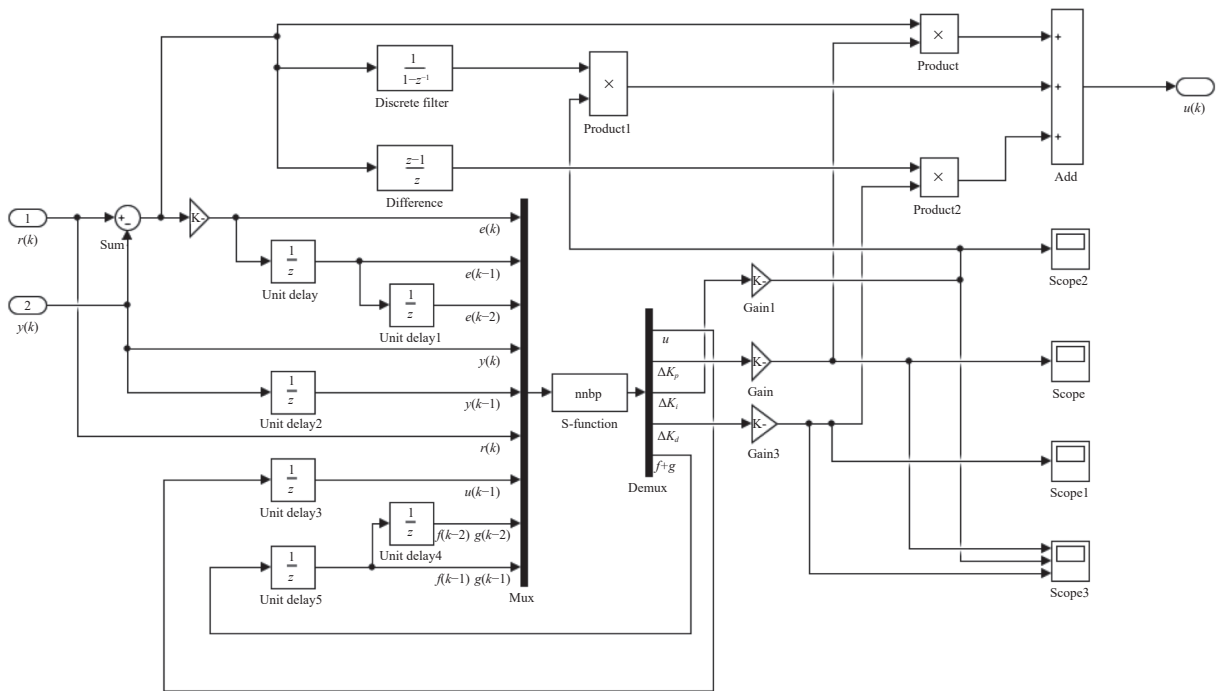 1
1−z⁻¹
Discrete filter
×
Product1
×
Product
+
+
+
Add
u(k)
z−1
z
Difference
×
Product2
1
r(k)
+
−
Sum
K-
e(k)
1
z
Unit delay
e(k−1)
1
z
Unit delay1
e(k−2)
2
y(k)
y(k)
1
z
Unit delay2
y(k−1)
r(k)
1
z
Unit delay3
u(k−1)
1
z
Unit delay4
f(k−2) g(k−2)
1
z
Unit delay5
f(k−1) g(k−1)
Mux
nnbp
S-function
u
ΔKp
ΔKi
ΔKd
f+g
Demux
K-
Gain1
K-
Gain
K-
Gain3
Scope2
Scope
Scope1
Scope3